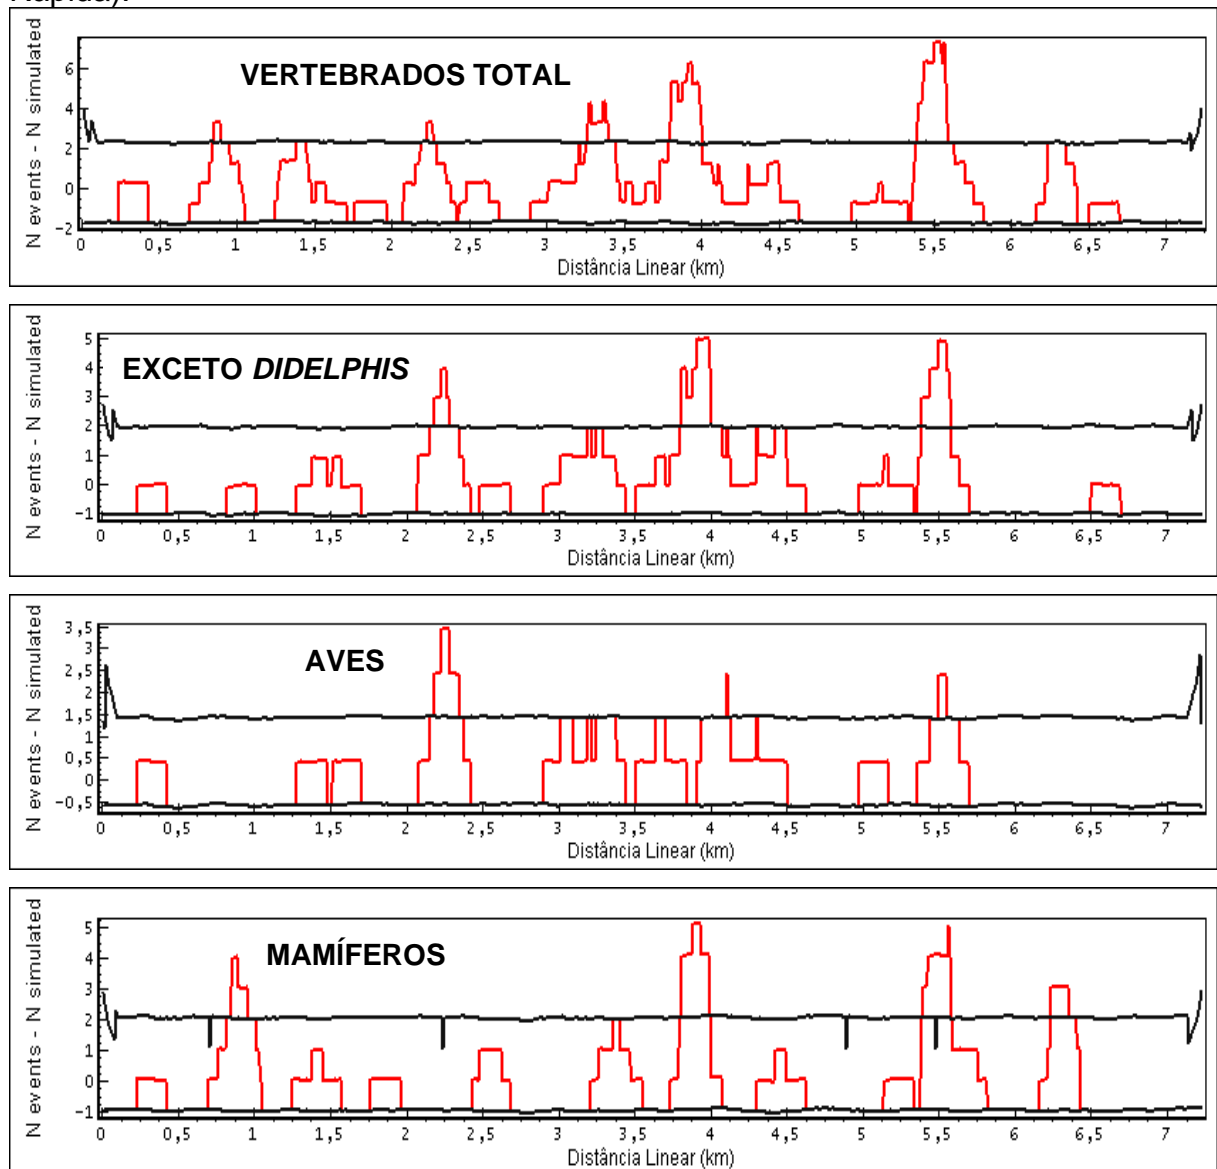 Rápida).
VERTEBRADOS TOTAL
N events - N simulated
6
4
2
0
−2
0 0,5 1 1,5 2 2,5 3 3,5 4 4,5 5 5,5 6 6,5 7
Distância Linear (km)
EXCETO DIDELPHIS
N events - N simulated
5
4
3
2
1
0
−1
0 0,5 1 1,5 2 2,5 3 3,5 4 4,5 5 5,5 6 6,5 7
Distância Linear (km)
AVES
N events - N simulated
3,5
3
2,5
2
1,5
1
0,5
0
−0,5
0 0,5 1 1,5 2 2,5 3 3,5 4 4,5 5 5,5 6 6,5 7
Distância Linear (km)
MAMÍFEROS
N events - N simulated
5
4
3
2
1
0
−1
0 0,5 1 1,5 2 2,5 3 3,5 4 4,5 5 5,5 6 6,5 7
Distância Linear (km)